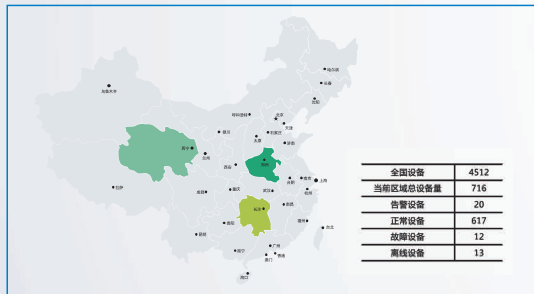 哈尔滨
长春
乌鲁木齐
沈阳
呼和浩特
北京
天津
银川
石家庄
太原
济南
西宁
兰州
郑州
西安
合肥
南京
上海
拉萨
成都
重庆
武汉
杭州
长沙
南昌
贵阳
福州
台北
昆明
南宁
广州
香港
澳门
海口
全国设备 4512
当前区域总设备量 716
告警设备 20
正常设备 617
故障设备 12
离线设备 13